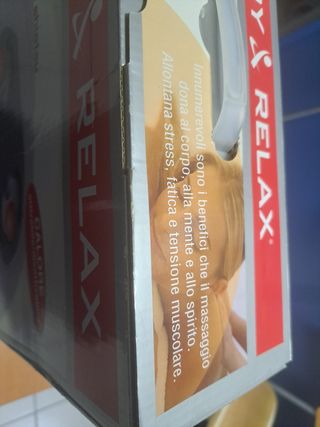 Y RELAX®
Innumerevoli sono i benefici che il massaggio
dona al corpo, alla mente e allo spirito.
Allontana stress, fatica e tensione muscolare.
RELAX
CALORE